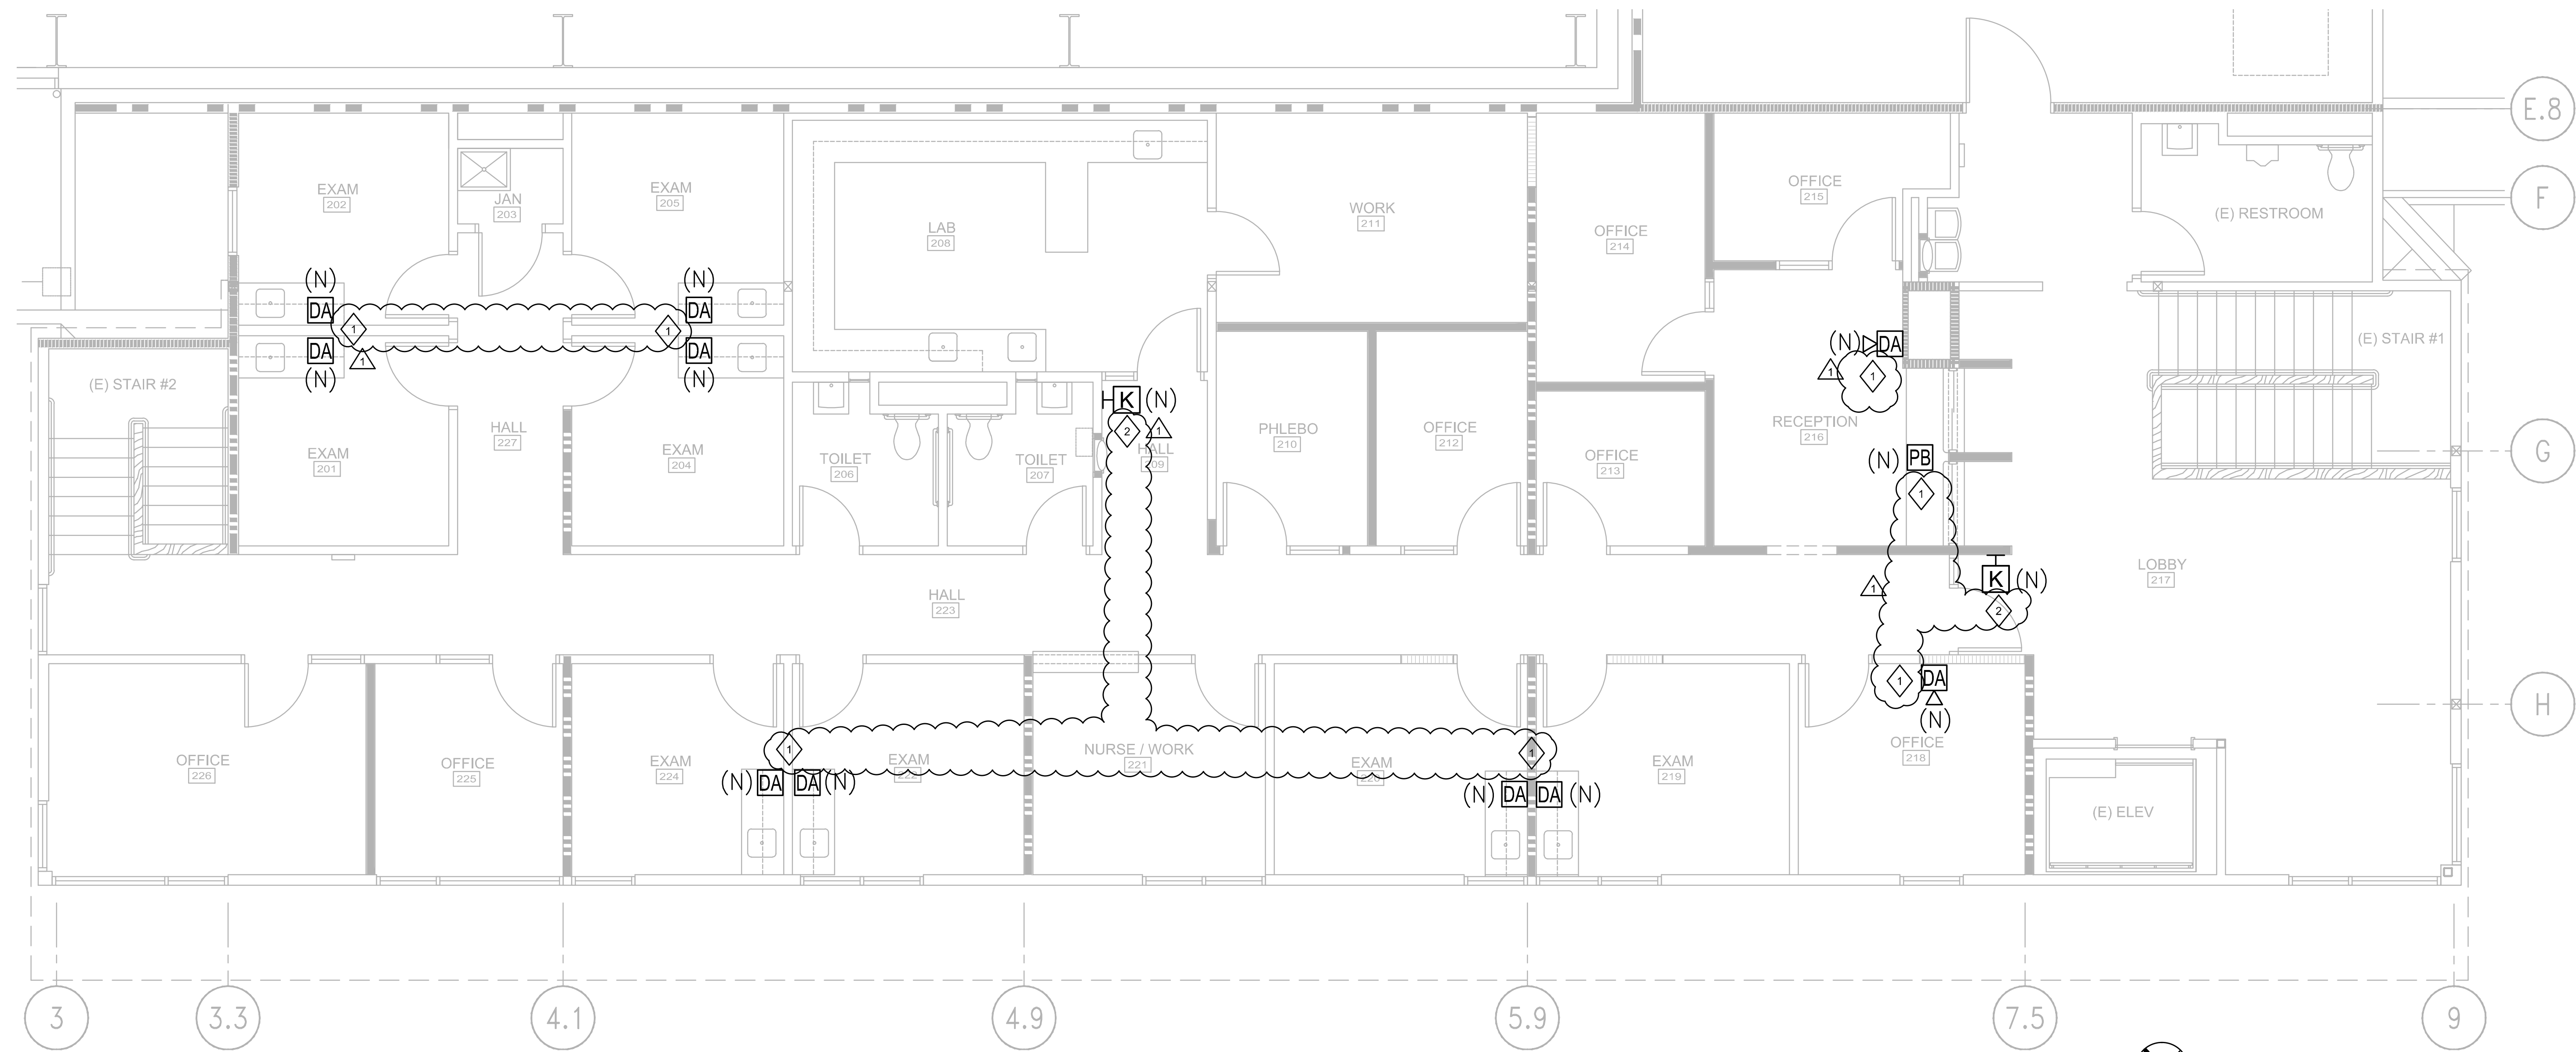 E.8
EXAM
202
JAN
203
EXAM
205
LAB
208
WORK
211
OFFICE
214
OFFICE
215
(E) RESTROOM
F
(N)
DA
1
1
DA
(N)
(N)
DA
1
DA
(N)
(E) STAIR #2
(N)
DA
1
1
(E) STAIR #1
K
(N)
2
1
HALL
209
EXAM
201
HALL
227
EXAM
204
TOILET
206
TOILET
207
PHLEBO
210
OFFICE
212
OFFICE
213
RECEPTION
216
(N)
PB
1
G
HALL
223
1
K
(N)
2
LOBBY
217
OFFICE
226
OFFICE
225
EXAM
224
1
EXAM
222
NURSE / WORK
221
EXAM
220
1
EXAM
219
1
DA
(N)
OFFICE
218
H
(N)
DA
DA
(N)
(N)
DA
DA
(N)
(E) ELEV
3
3.3
4.1
4.9
5.9
7.5
9